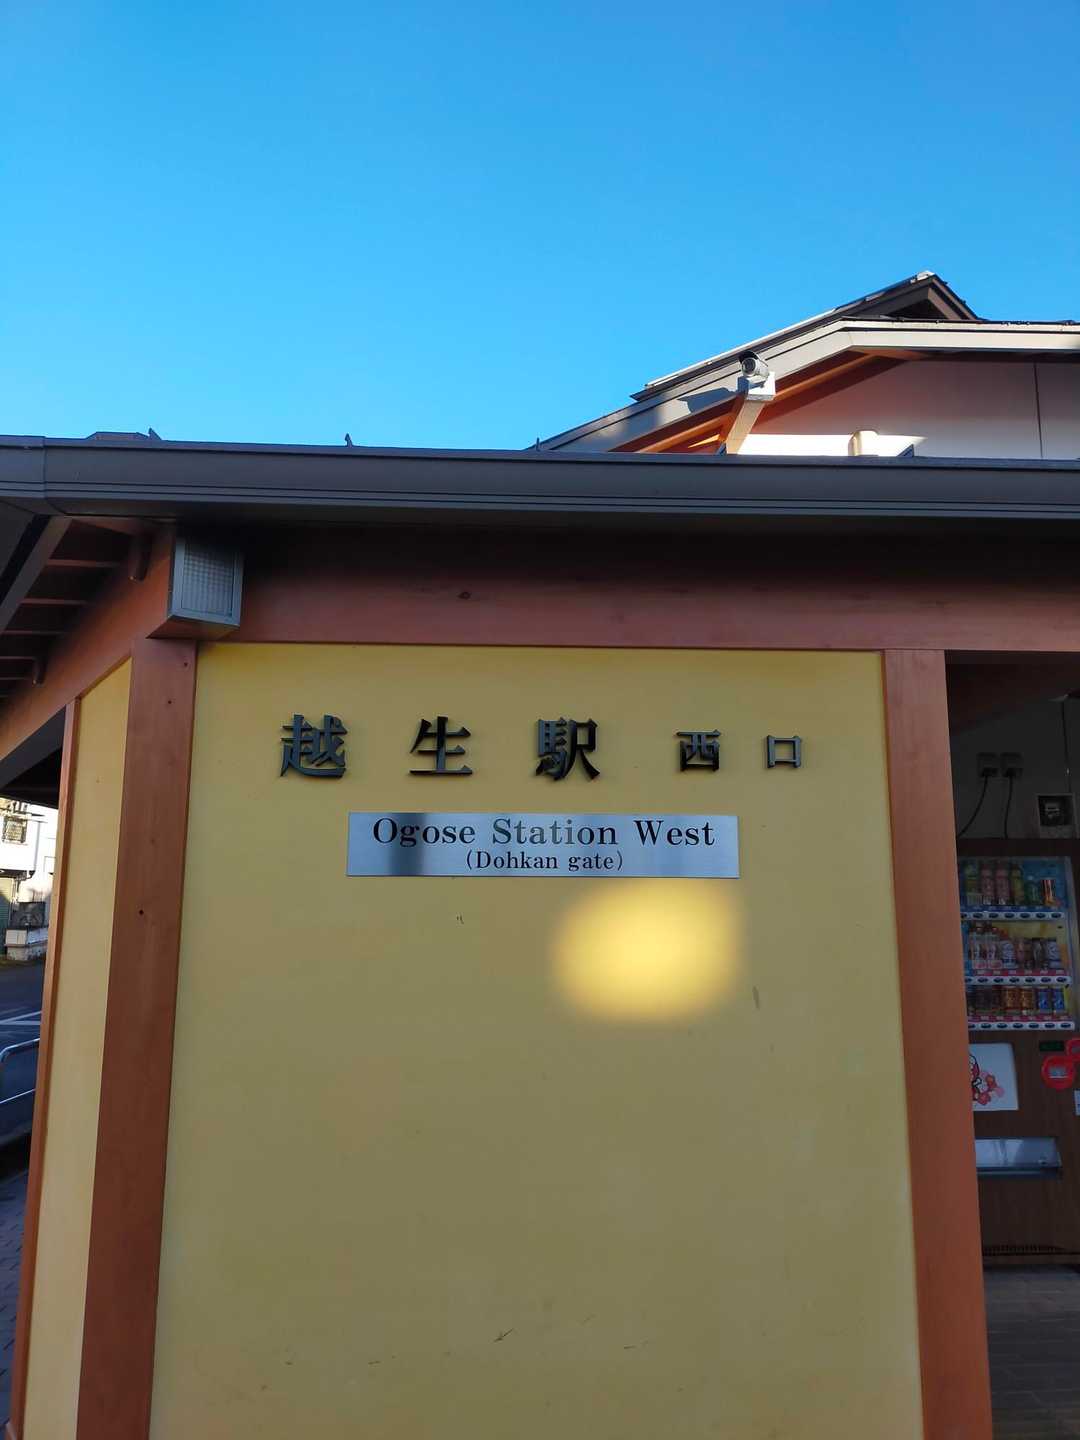 越生駅 西口
Ogose Station West
(Dohkan gate)